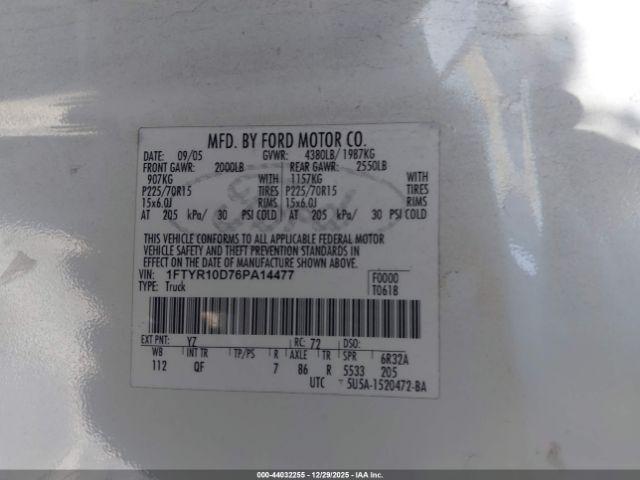 MFD. BY FORD MOTOR CO.
DATE: 09/05 GVWR: 4380LB/ 1987KG
FRONT GAWR: 2000LB REAR GAWR: 2550LB
907KG WITH 1157KG WITH
P225/70R15 TIRES P225/70R15 TIRES
15x6.0J RIMS 15x6.0J RIMS
AT 205 kPa/ 30 PSI COLD AT 205 kPa/ 30 PSI COLD
THIS VEHICLE CONFORMS TO ALL APPLICABLE FEDERAL MOTOR
VEHICLE SAFETY AND THEFT PREVENTION STANDARDS IN
EFFECT ON THE DATE OF MANUFACTURE SHOWN ABOVE.
VIN: 1FTYR10D76PA14477 F0000
TYPE: Truck T061B
EXT PNT: YZ RC: 72 DSO:
WB INT TR TP/PS R AXLE TR SPR 6R32A
112 QF 7 86 R 5533 205
UTC 5U5A-1520472-BA
000-44032255 - 12/29/2025 - IAAI.COM